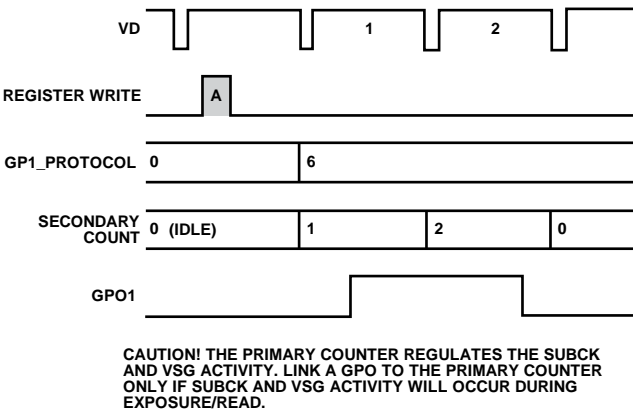 VD 1 2
REGISTER WRITE A
GP1_PROTOCOL 0 6
SECONDARY
COUNT 0 (IDLE) 1 2 0
GPO1
CAUTION! THE PRIMARY COUNTER REGULATES THE SUBCK
AND VSG ACTIVITY. LINK A GPO TO THE PRIMARY COUNTER
ONLY IF SUBCK AND VSG ACTIVITY WILL OCCUR DURING
EXPOSURE/READ.